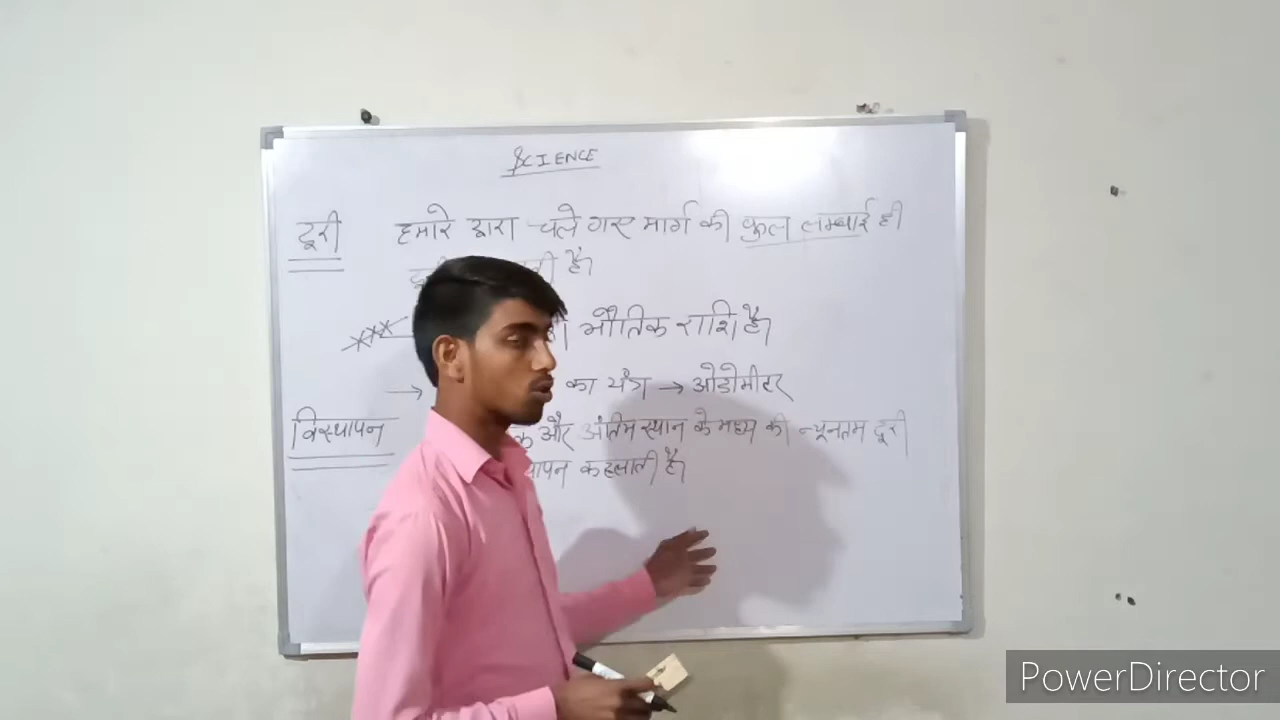 SCIENCE
दूरी हमारे द्वारा चले गए मार्ग की कुल लम्बाई ही
है।
भौतिक राशि है।
→ का यंत्र → ओडोमीटर
विस्थापन और अंतिम स्थान के मध्य की न्यूनतम दूरी
कहलाती है।
PowerDirector